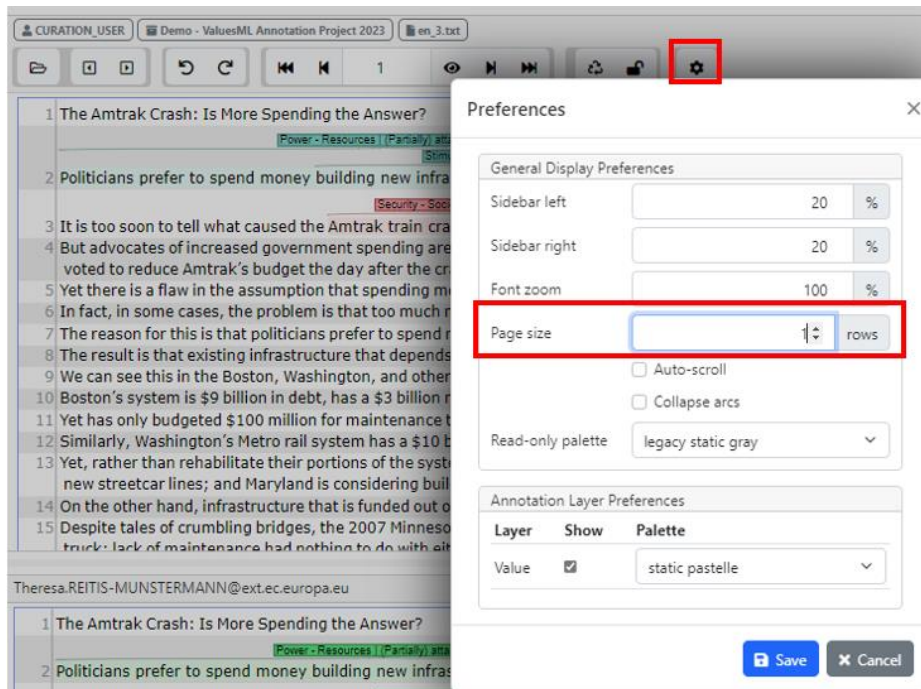 CURATION_USER Demo - ValuesML Annotation Project 2023 en_3.txt
1
1 The Amtrak Crash: Is More Spending the Answer?
Power - Resources | (Partially)
2 Politicians prefer to spend money building new
Security -
3 It is too soon to tell what caused the Amtrak train
4 But advocates of increased government spending are
voted to reduce Amtrak's budget the day after the
5 Yet there is a flaw in the assumption that spending
6 In fact, in some cases, the problem is that too much
7 The reason for this is that politicians prefer to spend
8 The result is that existing infrastructure that depends
9 We can see this in the Boston, Washington, and other
10 Boston's system is $9 billion in debt, has a $3 billion
11 Yet has only budgeted $100 million for maintenance
12 Similarly, Washington's Metro rail system has a $10
13 Yet, rather than rehabilitate their portions of the
new streetcar lines; and Maryland is considering
14 On the other hand, infrastructure that is funded out
15 Despite tales of crumbling bridges, the 2007
truck; lack of maintenance had nothing to do with
Theresa.REITIS-MUNSTERMANN@ext.ec.europa.eu
1 The Amtrak Crash: Is More Spending the Answer?
Power - Resources | (Partially)
2 Politicians prefer to spend money building new
Preferences
General Display Preferences
Sidebar left 20 %
Sidebar right 20 %
Font zoom 100 %
Page size 1 rows
Auto-scroll
Collapse arcs
Read-only palette legacy static gray
Annotation Layer Preferences
Layer Show Palette
Value static pastelle
Save Cancel